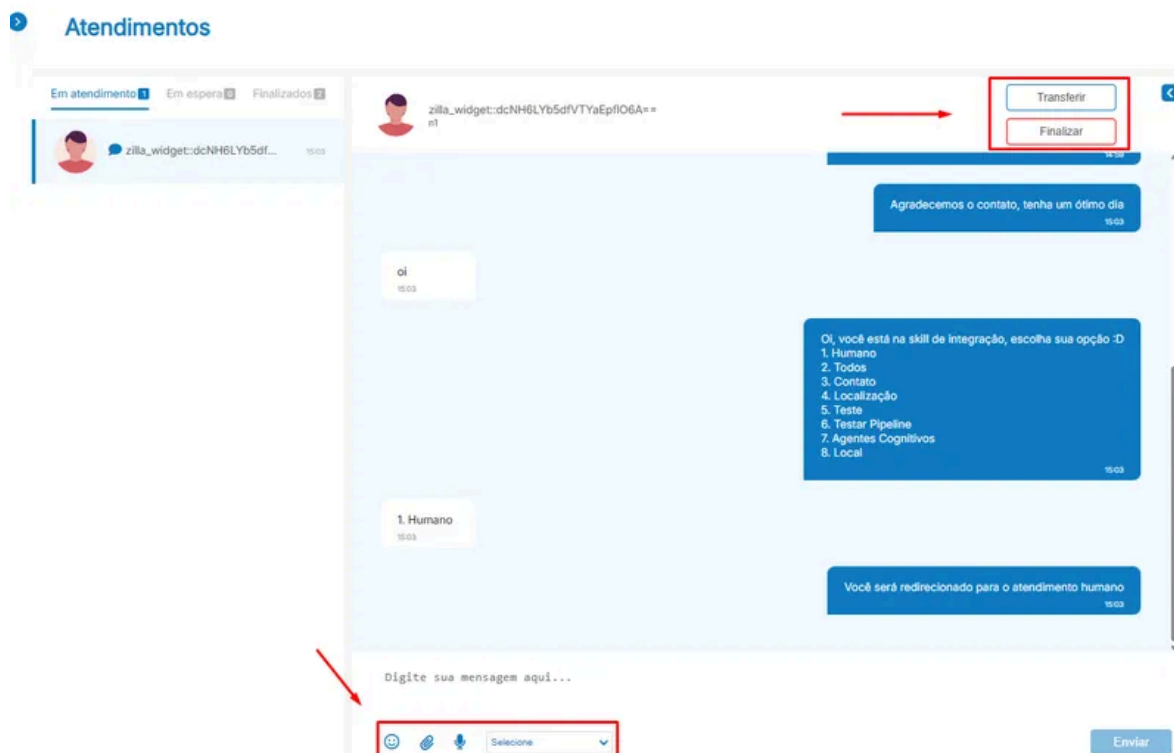 Atendimentos
Em atendimento 1 Em espera 0 Finalizados 2
zilla_widget::dcNH6LYb5df... 15:03
zilla_widget::dcNH6LYb5dfVTYaEpflO6A==
n1
Transferir
Finalizar
14:59
Agradecemos o contato, tenha um ótimo dia
15:03
oi
15:03
Oi, você está na skill de integração, escolha sua opção :D
1. Humano
2. Todos
3. Contato
4. Localização
5. Teste
6. Testar Pipeline
7. Agentes Cognitivos
8. Local
15:03
1. Humano
15:03
Você será redirecionado para o atendimento humano
15:03
Digite sua mensagem aqui...
Selecione
Enviar